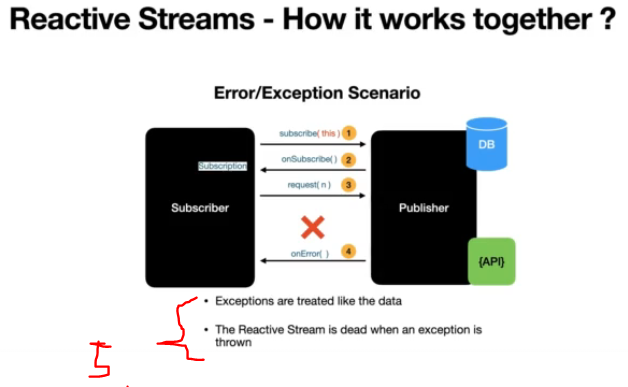 Reactive Streams - How it works together ?
Error/Exception Scenario
subscribe( this ) 1
DB
onSubscribe( ) 2
Subscription
request( n ) 3
Subscriber
Publisher
onError( ) 4
{API}
• Exceptions are treated like the data
• The Reactive Stream is dead when an exception is
thrown